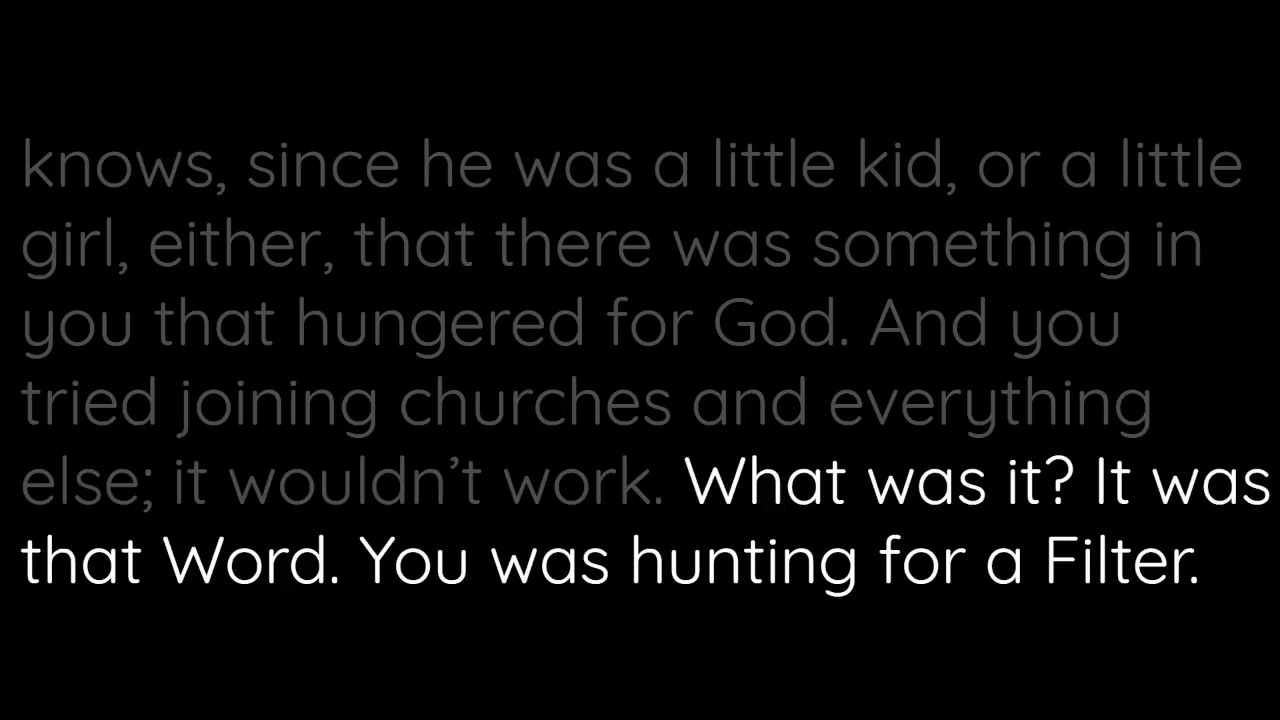 knows, since he was a little kid, or a little
girl, either, that there was something in
you that hungered for God. And you
tried joining churches and everything
else; it wouldn’t work. What was it? It was
that Word. You was hunting for a Filter.